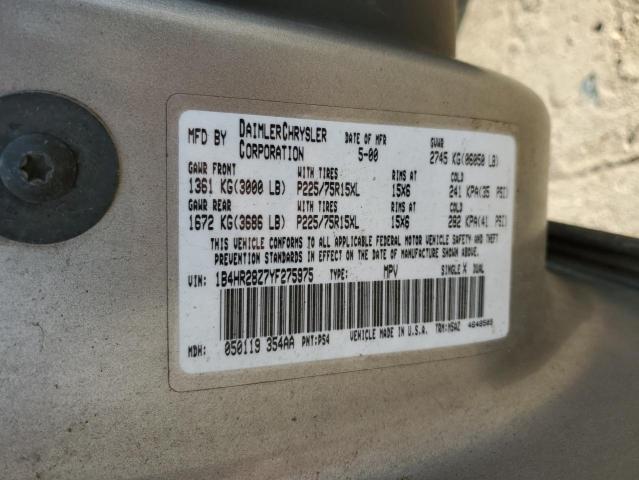 MFD BY DAIMLERCHRYSLER CORPORATION DATE OF MFR 5-00 GVWR 2745 KG(06050 LB)
GAWR FRONT WITH TIRES RIMS AT COLD
1361 KG(3000 LB) P225/75R15XL 15X6 241 KPA(35 PSI)
GAWR REAR WITH TIRES RIMS AT COLD
1672 KG(3686 LB) P225/75R15XL 15X6 282 KPA(41 PSI)
THIS VEHICLE CONFORMS TO ALL APPLICABLE FEDERAL MOTOR VEHICLE SAFETY AND THEFT
PREVENTION STANDARDS IN EFFECT ON THE DATE OF MANUFACTURE SHOWN ABOVE.
VIN: 1B4HR28Z7YF275975 TYPE: MPV SINGLE X DUAL
MDH: 050119 354AA PNT:PS4 VEHICLE MADE IN U.S.A. TRM:MSAZ